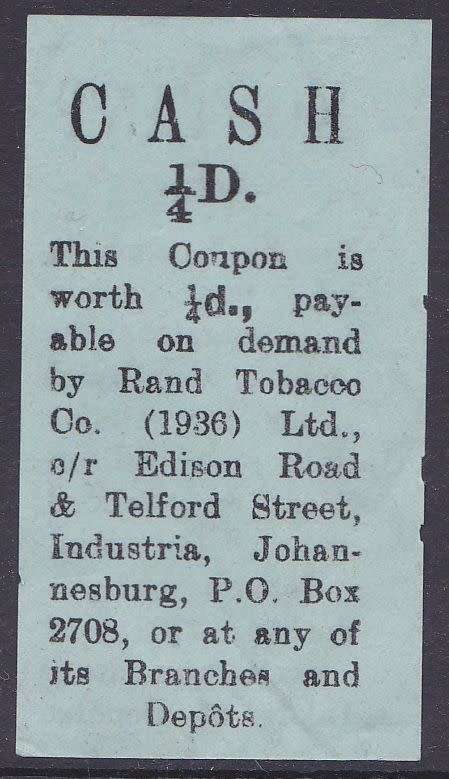 CASH
¼D.
This Coupon is
worth ¼d., pay-
able on demand
by Rand Tobacco
Co. (1936) Ltd.,
c/r Edison Road
& Telford Street,
Industria, Johan-
nesburg, P.O. Box
2708, or at any of
its Branches and
Depôts.